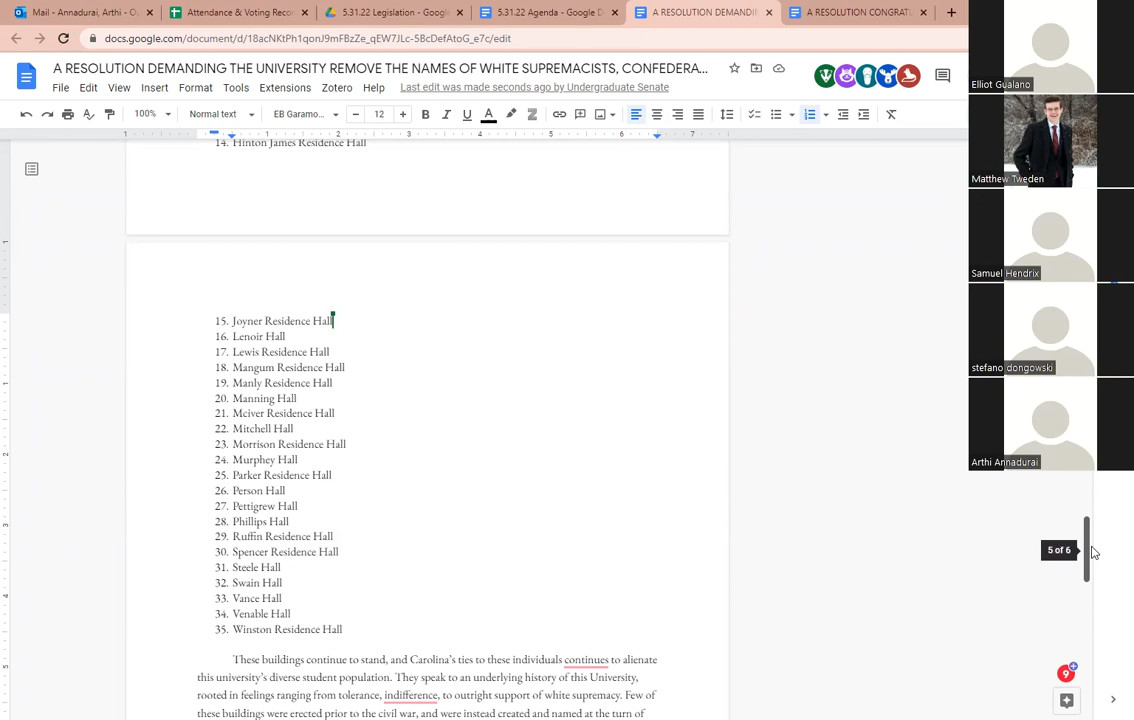 Mail - Annadurai, Arthi - O
Attendance & Voting Reco
5.31.22 Legislation - Googl
5.31.22 Agenda - Google D
A RESOLUTION DEMANDI
A RESOLUTION CONGRAT
docs.google.com/document/d/18acNKtPh1qonJ9mFBzZe_qEW7JLc-5BcDefAtoG_e7c/edit
A RESOLUTION DEMANDING THE UNIVERSITY REMOVE THE NAMES OF WHITE SUPREMACISTS, CONFEDERA...
File Edit View Insert Format Tools Extensions Zotero Help Last edit was made seconds ago by Undergraduate Senate
100% Normal text EB Garamo... 12 B I U A
1 1 2 3 4 5 6 7
14. Hinton James Residence Hall
15. Joyner Residence Hall
16. Lenoir Hall
17. Lewis Residence Hall
18. Mangum Residence Hall
19. Manly Residence Hall
20. Manning Hall
21. Mciver Residence Hall
22. Mitchell Hall
23. Morrison Residence Hall
24. Murphey Hall
25. Parker Residence Hall
26. Person Hall
27. Pettigrew Hall
28. Phillips Hall
29. Ruffin Residence Hall
30. Spencer Residence Hall
31. Steele Hall
32. Swain Hall
33. Vance Hall
34. Venable Hall
35. Winston Residence Hall
These buildings continue to stand, and Carolina's ties to these individuals continues to alienate
this university's diverse student population. They speak to an underlying history of this University,
rooted in feelings ranging from tolerance, indifference, to outright support of white supremacy. Few of
these buildings were erected prior to the civil war, and were instead created and named at the turn of
5 of 6
9
Elliot Gualano
Matthew Tweden
Samuel Hendrix
stefano dongowski
Arthi Annadurai